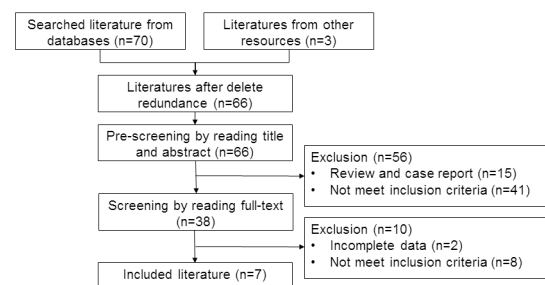 Searched literature from
databases (n=70)
Literatures from other
resources (n=3)
Literatures after delete
redundance (n=66)
Pre-screening by reading title
and abstract (n=66)
Exclusion (n=56)
• Review and case report (n=15)
• Not meet inclusion criteria (n=41)
Screening by reading full-text
(n=38)
Exclusion (n=10)
• Incomplete data (n=2)
• Not meet inclusion criteria (n=8)
Included literature (n=7)